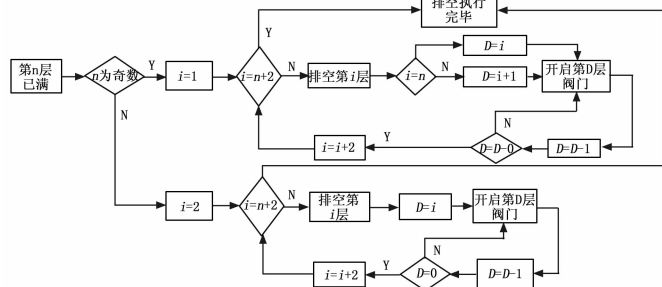 排空执行
完毕
Y
第n层
已满
n为奇数
Y
i=1
i=n+2
N
排空第i层
i=n
D=i
N
D=i+1
开启第D层
阀门
N
N
i=i+2
Y
D=D-0
D=D-1
i=2
i=n+2
N
排空第
i层
D=i
开启第D层
阀门
N
i=i+2
Y
D=0
D=D-1